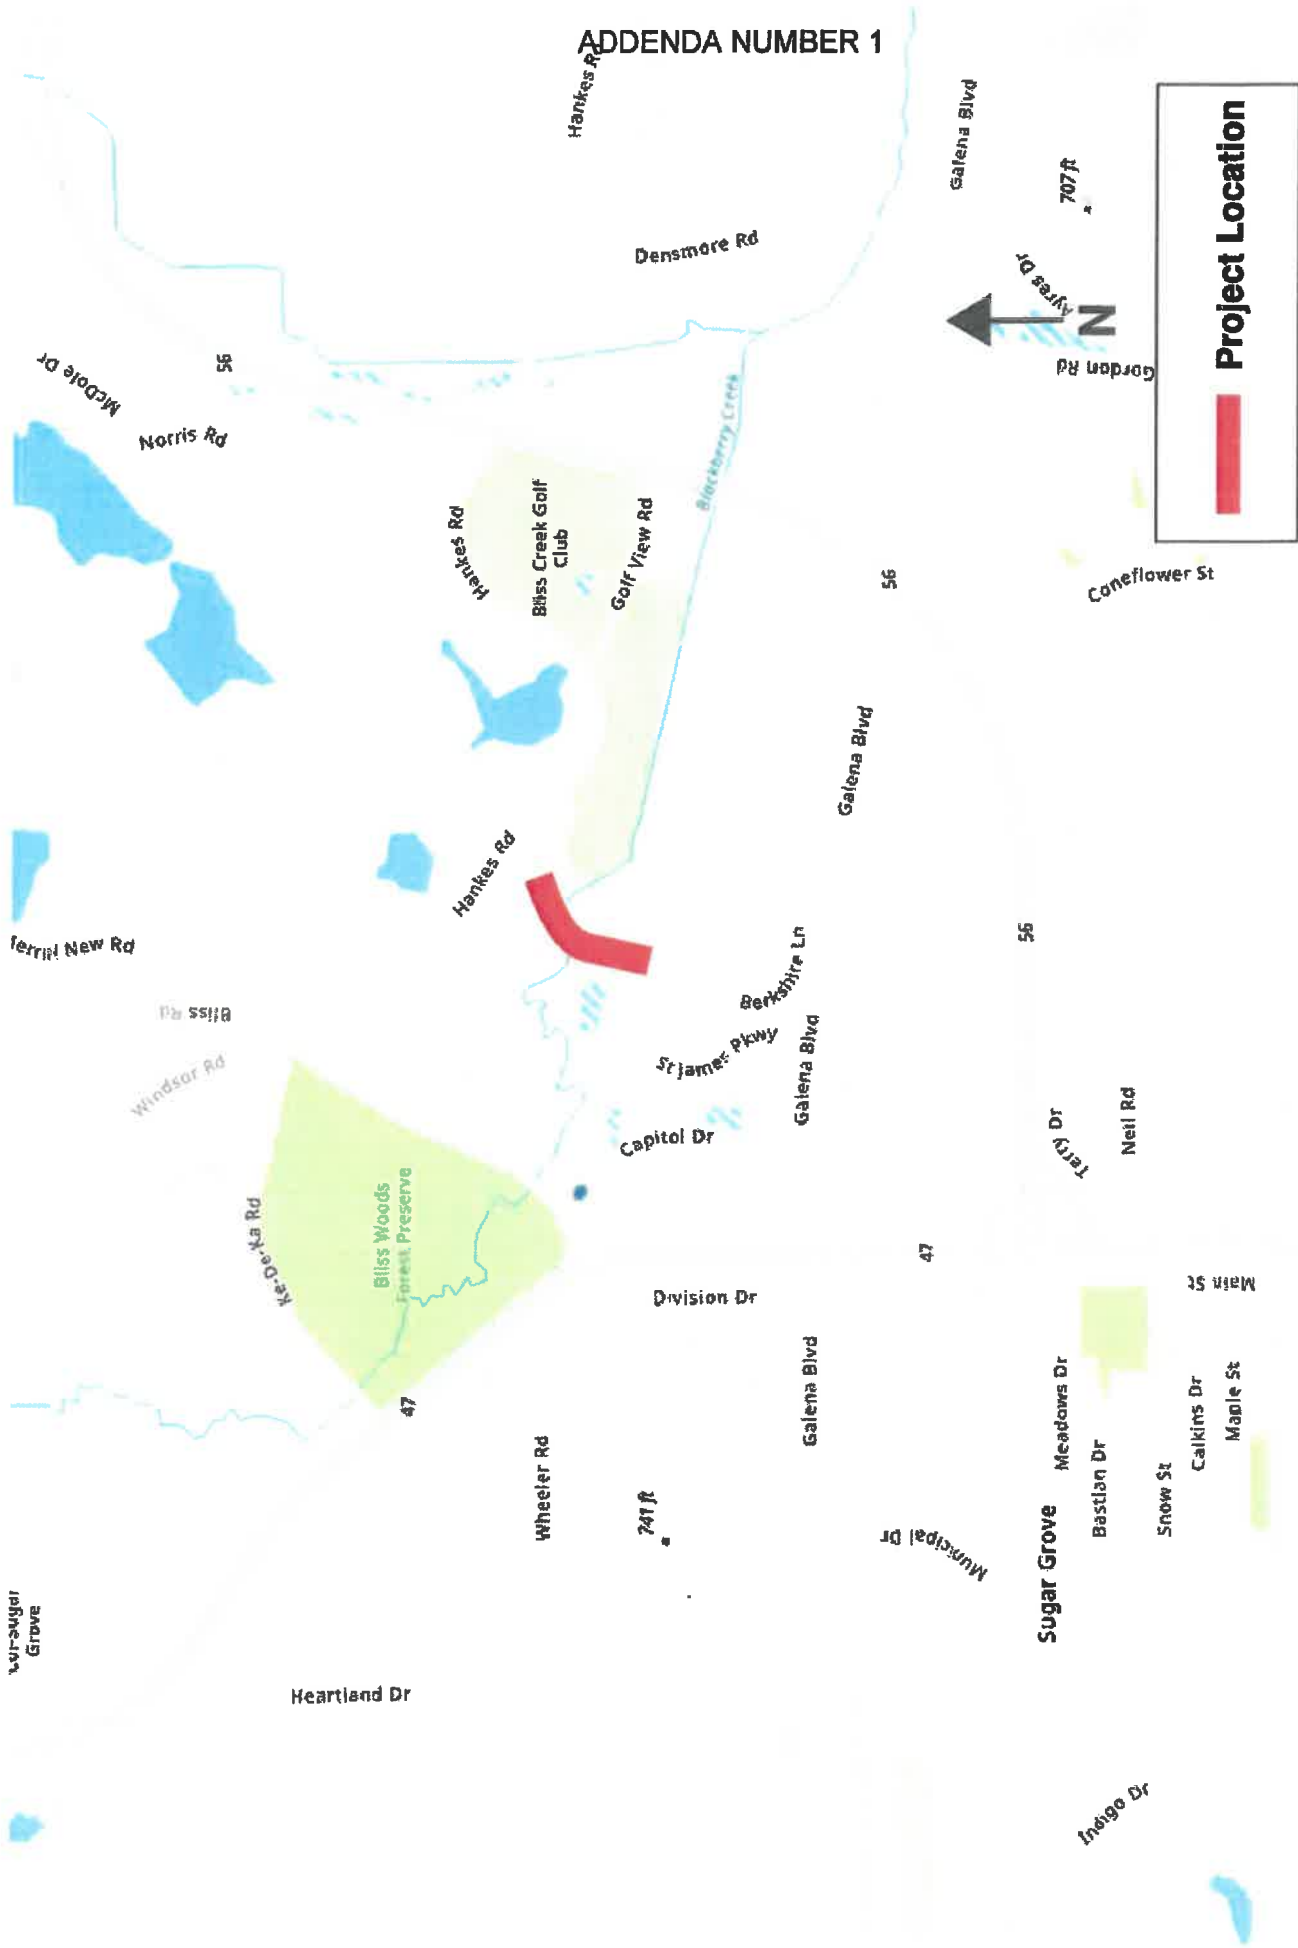 ADDENDA NUMBER 1
Hankes Rd
Galena Blvd
707 ft
Project Location
Densmore Rd
Ayres Dr
N
Gordon Rd
McDole Dr
56
Norris Rd
Blackberry Creek
Hankes Rd
Bliss Creek Golf
Club
Golf View Rd
56
Coneflower St
Galena Blvd
Hankes Rd
56
New Rd
Bliss Rd
Windsor Rd
Berkshire Ln
St James Pkwy
Galena Blvd
Capitol Dr
Terry Dr
Neil Rd
Ke-De-Ka Rd
Bliss Woods
Forest Preserve
47
Division Dr
Main St
47
Galena Blvd
Meadows Dr
Bastian Dr
Calkins Dr
Maple St
Snow St
Wheeler Rd
741 ft
Municipal Dr
Sugar Grove
Grove
Heartland Dr
Indigo Dr